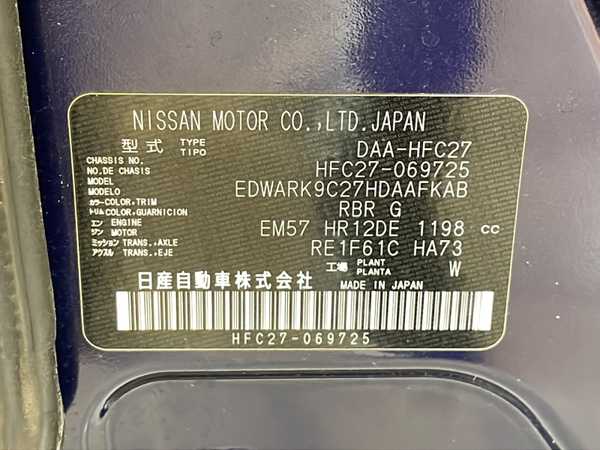 NISSAN MOTOR CO.,LTD.JAPAN
型式 TYPE TIPO DAA-HFC27
CHASSIS NO. NO.DE CHASIS HFC27-069725
MODEL MODELO EDWARK9C27HDAAFKAB
カラー COLOR,TRIM トリム COLOR,GUARNICION RBR G
エンジン ENGINE MOTOR EM57 HR12DE 1198 cc
ミッション TRANS.,AXLE アクスル TRANS.,EJE RE1F61C HA73
工場 PLANT PLANTA W
日産自動車株式会社 MADE IN JAPAN
HFC27-069725